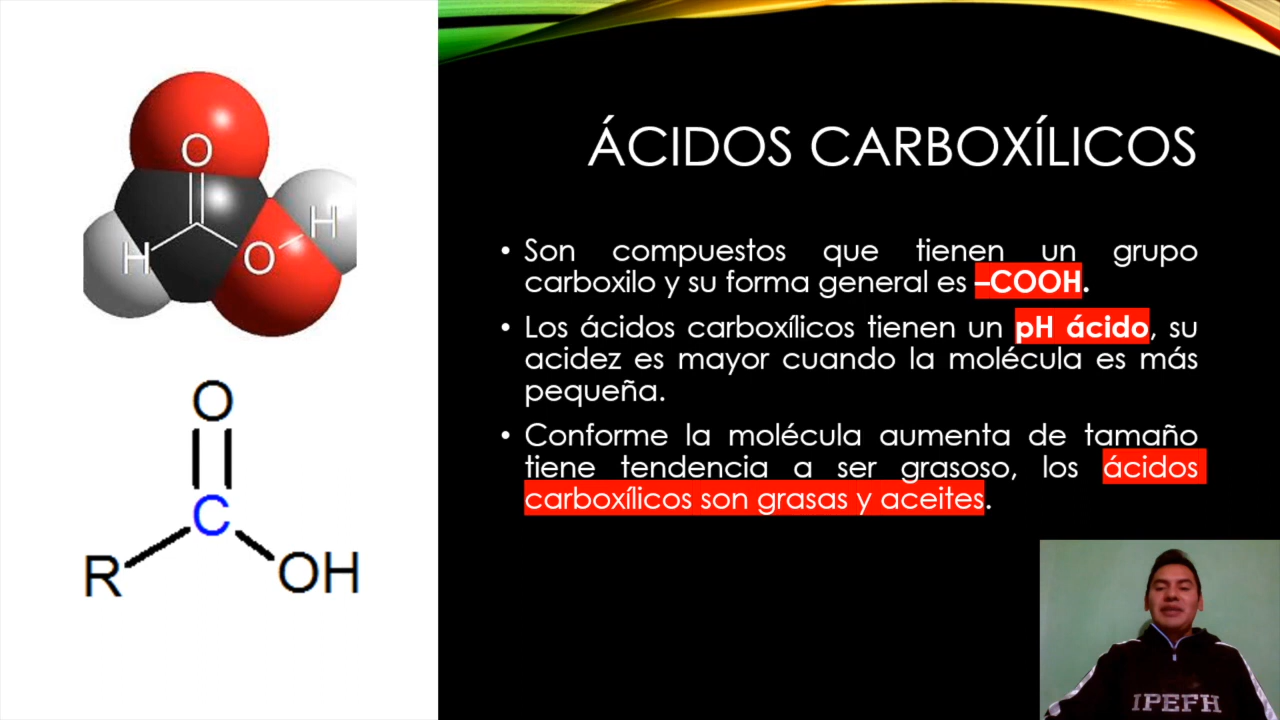 ÁCIDOS CARBOXÍLICOS
• Son compuestos que tienen un grupo
carboxilo y su forma general es –COOH.
• Los ácidos carboxílicos tienen un pH ácido, su
acidez es mayor cuando la molécula es más
pequeña.
• Conforme la molécula aumenta de tamaño
tiene tendencia a ser grasoso, los ácidos
carboxílicos son grasas y aceites.
O
H
H
O
O
C
R
OH
IPEFH